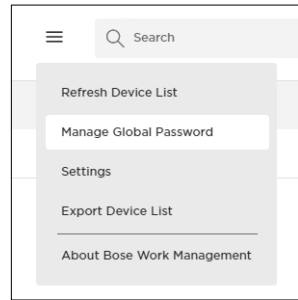 Search
Refresh Device List
Manage Global Password
Settings
Export Device List
About Bose Work Management